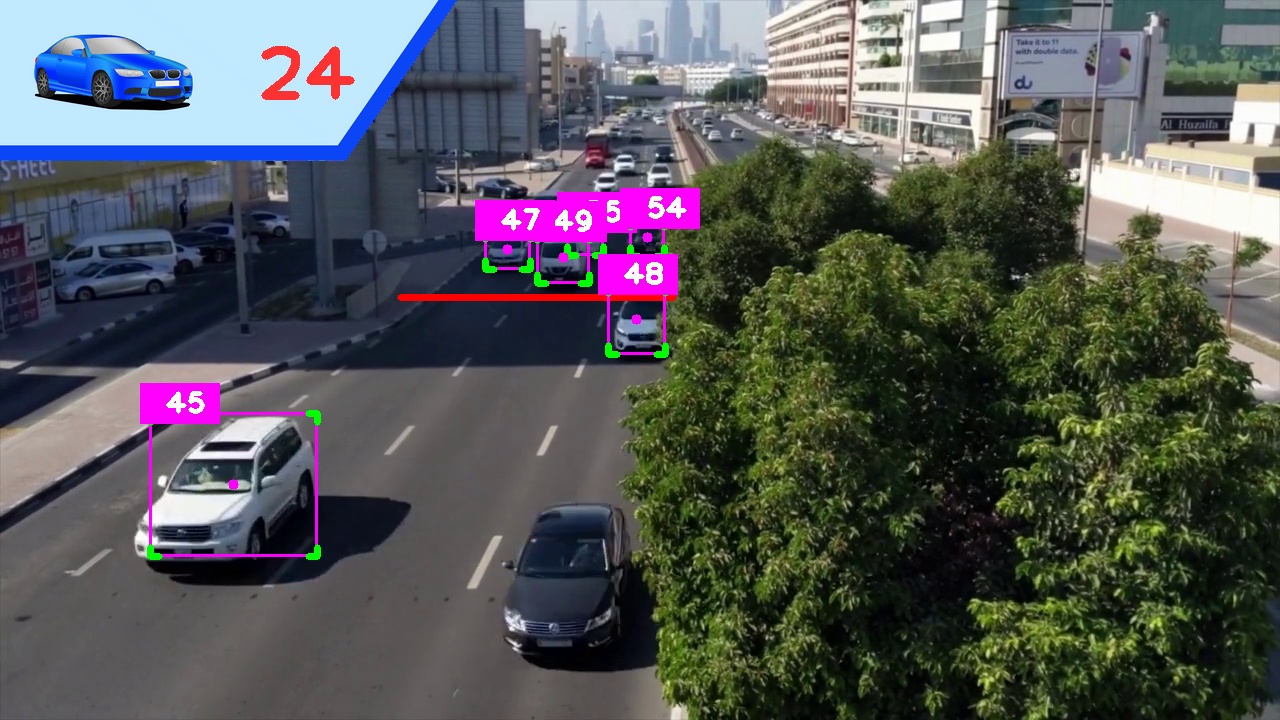 24
S-HEEL
Take it to 11
with double data.
du
Al Huzaifa
47
49
5
54
48
45